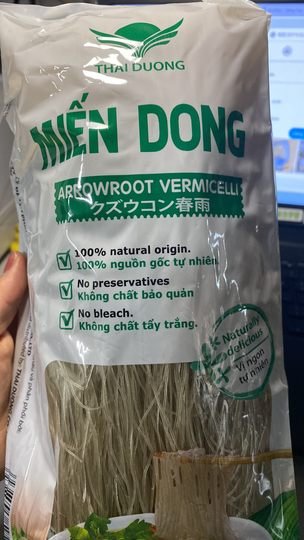 THAI DUONG
MIẾN DONG
ARROWROOT VERMICELLI
クズウコン春雨
100% natural origin.
100% nguồn gốc tự nhiên.
No preservatives
Không chất bảo quản
No bleach.
Không chất tẩy trắng.
Naturally
delicious
Vị ngon
tự nhiên